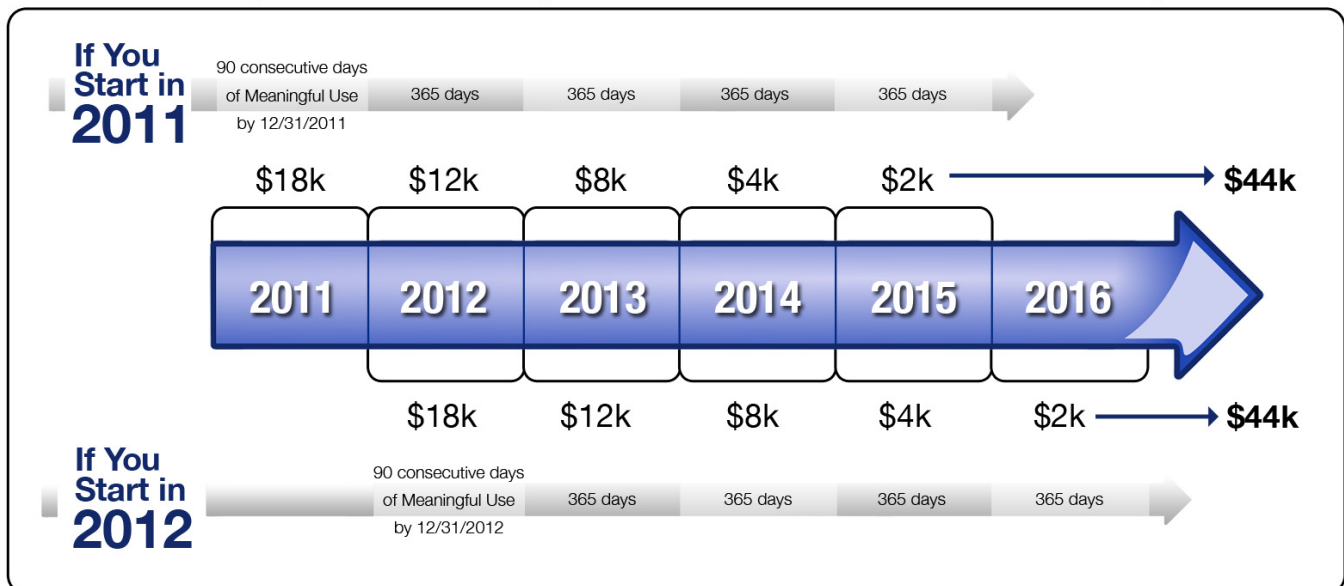 If You
Start in
2011
90 consecutive days
of Meaningful Use
by 12/31/2011
365 days
365 days
365 days
365 days
$18k
$12k
$8k
$4k
$2k
$44k
2011
2012
2013
2014
2015
2016
$18k
$12k
$8k
$4k
$2k
$44k
If You
Start in
2012
90 consecutive days
of Meaningful Use
by 12/31/2012
365 days
365 days
365 days
365 days